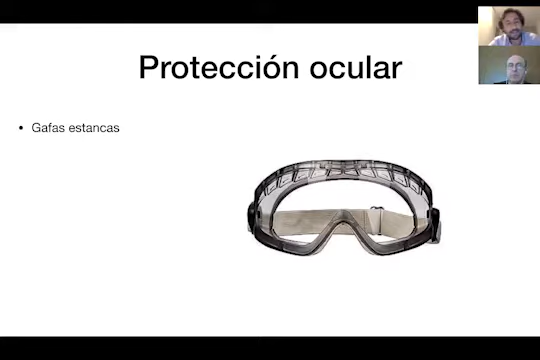 Protección ocular
• Gafas estancas